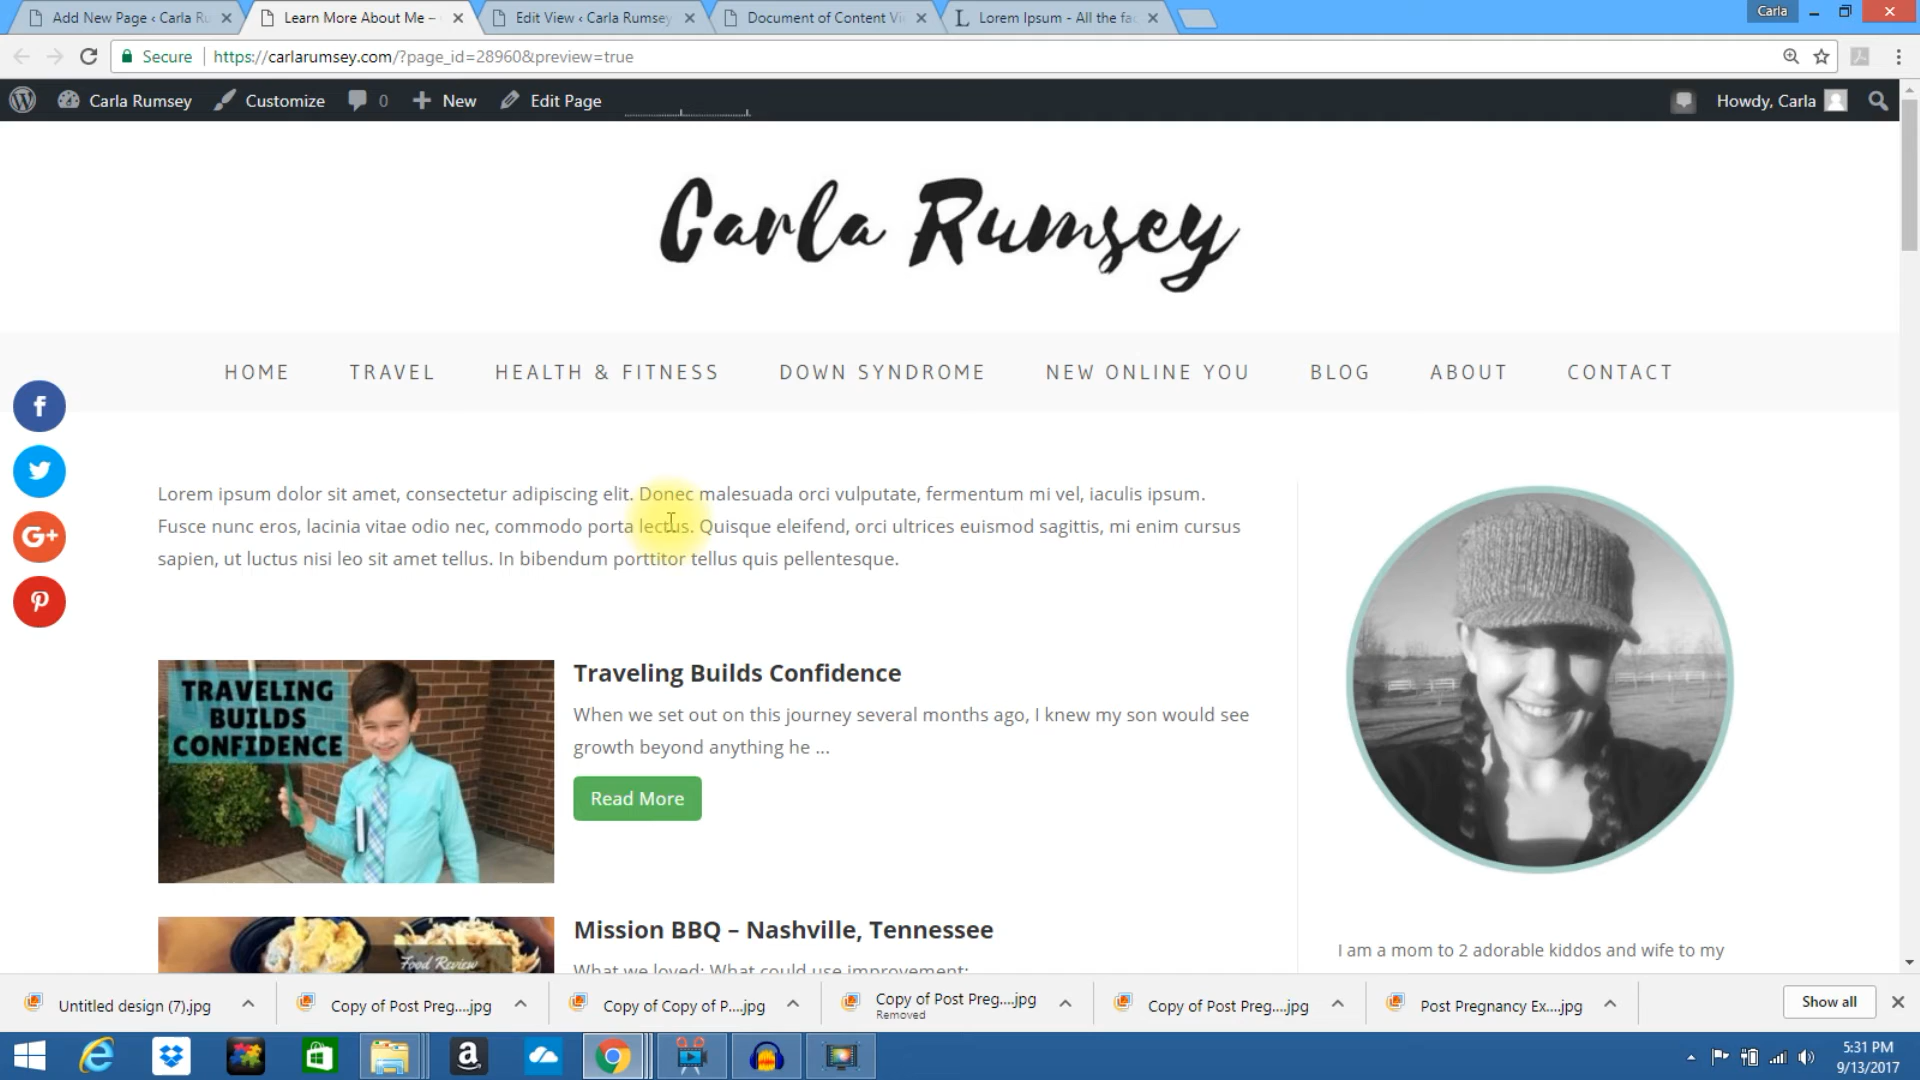 Add New Page ‹ Carla Ru
Learn More About Me –
Edit View ‹ Carla Rumsey
Document of Content Vi
Lorem Ipsum - All the fac
Carla
Secure
https://carlarumsey.com/?page_id=28960&preview=true
Carla Rumsey
Customize
0
New
Edit Page
Howdy, Carla
Carla Rumsey
HOME
TRAVEL
HEALTH & FITNESS
DOWN SYNDROME
NEW ONLINE YOU
BLOG
ABOUT
CONTACT
Lorem ipsum dolor sit amet, consectetur adipiscing elit. Donec malesuada orci vulputate, fermentum mi vel, iaculis ipsum.
Fusce nunc eros, lacinia vitae odio nec, commodo porta lectus. Quisque eleifend, orci ultrices euismod sagittis, mi enim cursus
sapien, ut luctus nisi leo sit amet tellus. In bibendum porttitor tellus quis pellentesque.
TRAVELING
BUILDS
CONFIDENCE
Traveling Builds Confidence
When we set out on this journey several months ago, I knew my son would see
growth beyond anything he ...
Read More
Food Review
Mission BBQ – Nashville, Tennessee
What we loved: What could use improvement:
I am a mom to 2 adorable kiddos and wife to my
Untitled design (7).jpg
Copy of Post Preg....jpg
Copy of Copy of P....jpg
Copy of Post Preg....jpg
Removed
Copy of Post Preg....jpg
Post Pregnancy Ex....jpg
Show all
5:31 PM
9/13/2017